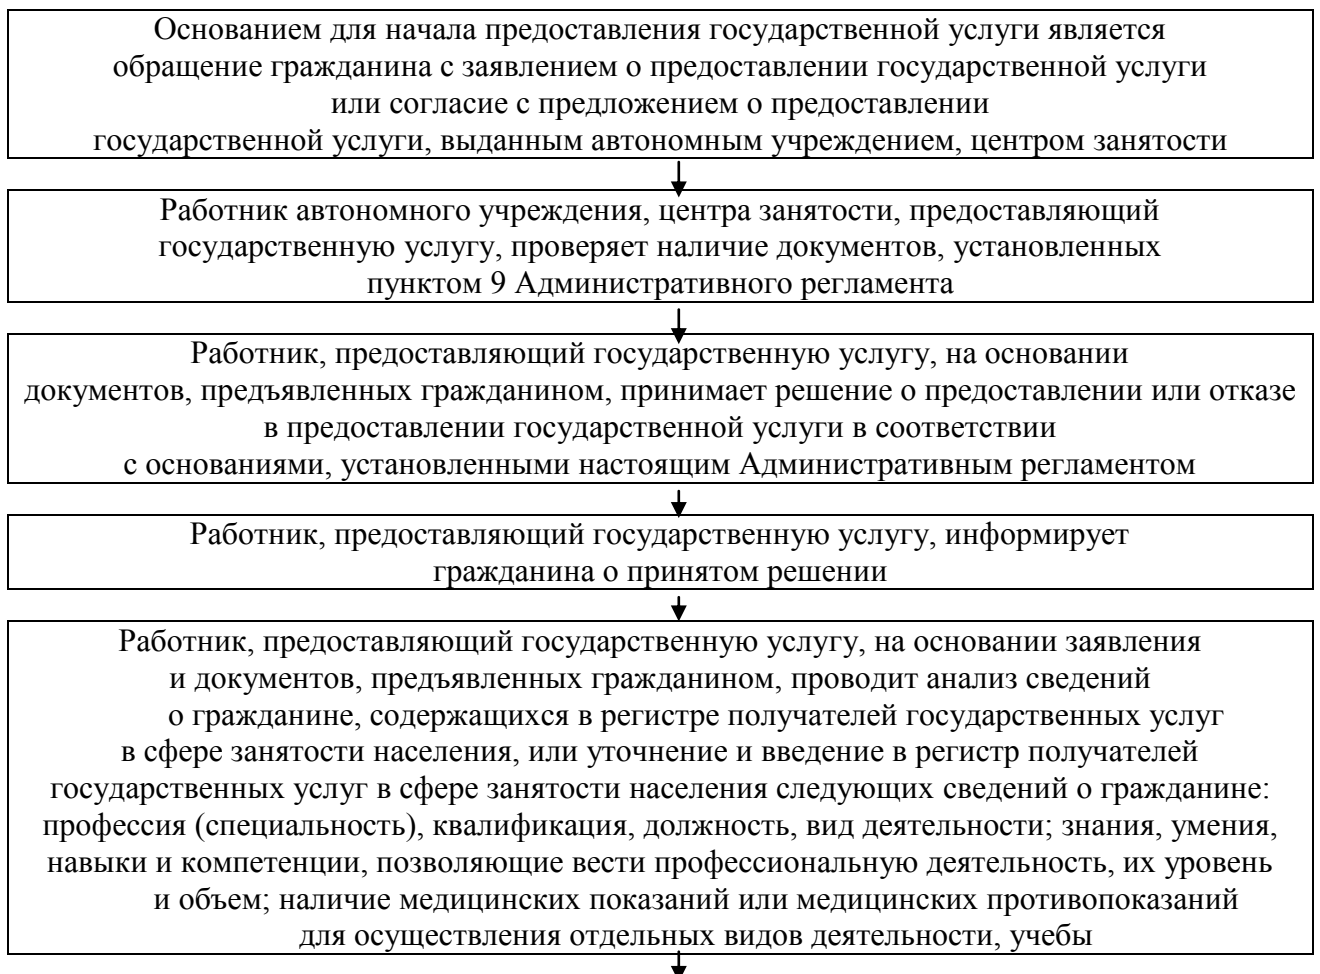 Основанием для начала предоставления государственной услуги является
обращение гражданина с заявлением о предоставлении государственной услуги
или согласие с предложением о предоставлении
государственной услуги, выданным автономным учреждением, центром занятости
Работник автономного учреждения, центра занятости, предоставляющий
государственную услугу, проверяет наличие документов, установленных
пунктом 9 Административного регламента
Работник, предоставляющий государственную услугу, на основании
документов, предъявленных гражданином, принимает решение о предоставлении или отказе
в предоставлении государственной услуги в соответствии
с основаниями, установленными настоящим Административным регламентом
Работник, предоставляющий государственную услугу, информирует
гражданина о принятом решении
Работник, предоставляющий государственную услугу, на основании заявления
и документов, предъявленных гражданином, проводит анализ сведений
о гражданине, содержащихся в регистре получателей государственных услуг
в сфере занятости населения, или уточнение и введение в регистр получателей
государственных услуг в сфере занятости населения следующих сведений о гражданине:
профессия (специальность), квалификация, должность, вид деятельности; знания, умения,
навыки и компетенции, позволяющие вести профессиональную деятельность, их уровень
и объем; наличие медицинских показаний или медицинских противопоказаний
для осуществления отдельных видов деятельности, учебы